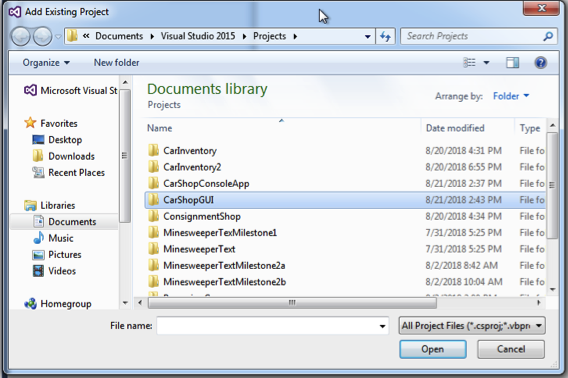 Add Existing Project
« Documents Visual Studio 2015 Projects Search Projects
Organize New folder
Microsoft Visual St
Favorites
Desktop
Downloads
Recent Places
Libraries
Documents
Music
Pictures
Videos
Homegroup
Documents library
Projects
Arrange by: Folder
Name Date modified Type
CarInventory 8/20/2018 4:31 PM File fo
CarInventory2 8/20/2018 6:55 PM File fo
CarShopConsoleApp 8/21/2018 2:37 PM File fo
CarShopGUI 8/21/2018 2:43 PM File fo
ConsignmentShop 8/20/2018 4:34 PM File fo
MinesweeperTexMilestone1 7/31/2018 5:25 PM File fo
MinesweeperText 7/31/2018 5:25 PM File fo
MinesweeperTextMilestone2a 8/2/2018 8:42 AM File fo
MinesweeperTextMilestone2b 8/2/2018 10:04 AM File fo
File name: All Project Files (*.csproj;*.vbpro
Open Cancel